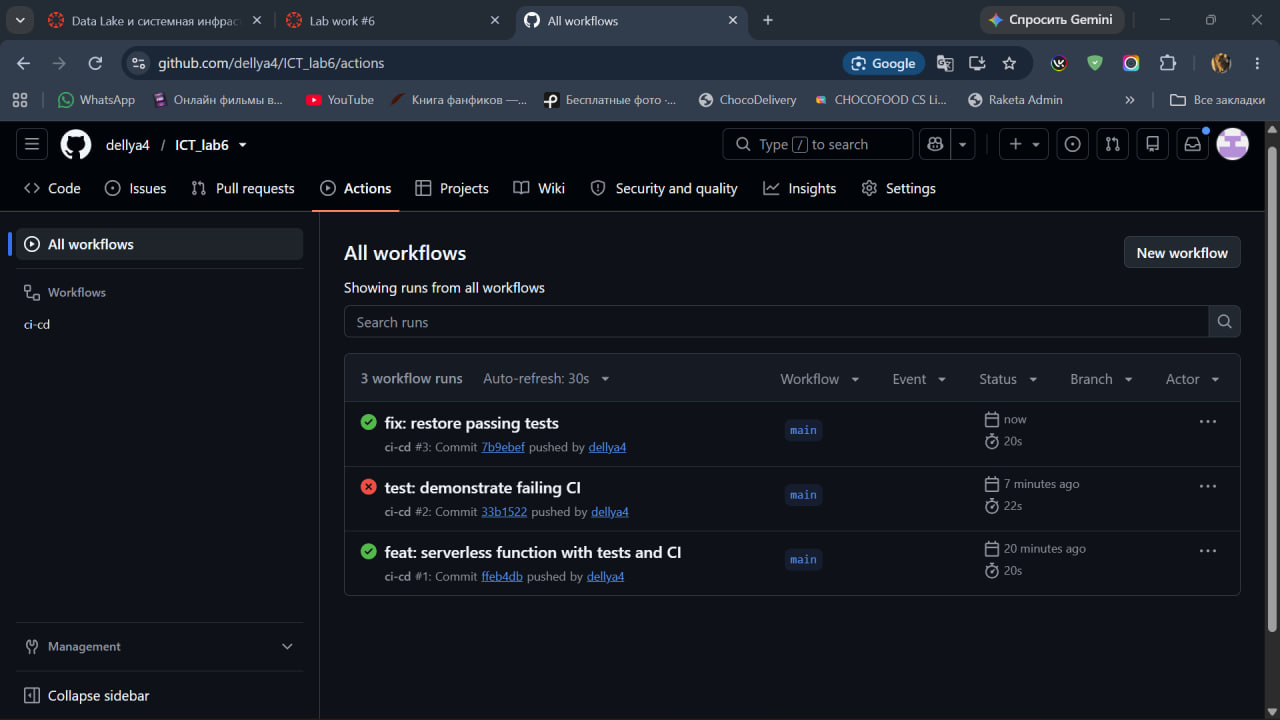 Data Lake и системная инфраст
Lab work #6
All workflows
Спросить Gemini
github.com/dellya4/ICT_lab6/actions
Google
WhatsApp
Онлайн фильмы в...
YouTube
Книга фанфиков —...
Бесплатные фото ·...
ChocoDelivery
CHOCOFOOD CS Li...
Raketa Admin
»
Все закладки
dellya4 / ICT_lab6
Type / to search
Code
Issues
Pull requests
Actions
Projects
Wiki
Security and quality
Insights
Settings
All workflows
Workflows
ci-cd
Management
Collapse sidebar
All workflows
New workflow
Showing runs from all workflows
Search runs
3 workflow runs
Auto-refresh: 30s
Workflow
Event
Status
Branch
Actor
fix: restore passing tests
ci-cd #3: Commit 7b9ebef pushed by dellya4
main
now
20s
test: demonstrate failing CI
ci-cd #2: Commit 33b1522 pushed by dellya4
main
7 minutes ago
22s
feat: serverless function with tests and CI
ci-cd #1: Commit ffeb4db pushed by dellya4
main
20 minutes ago
20s